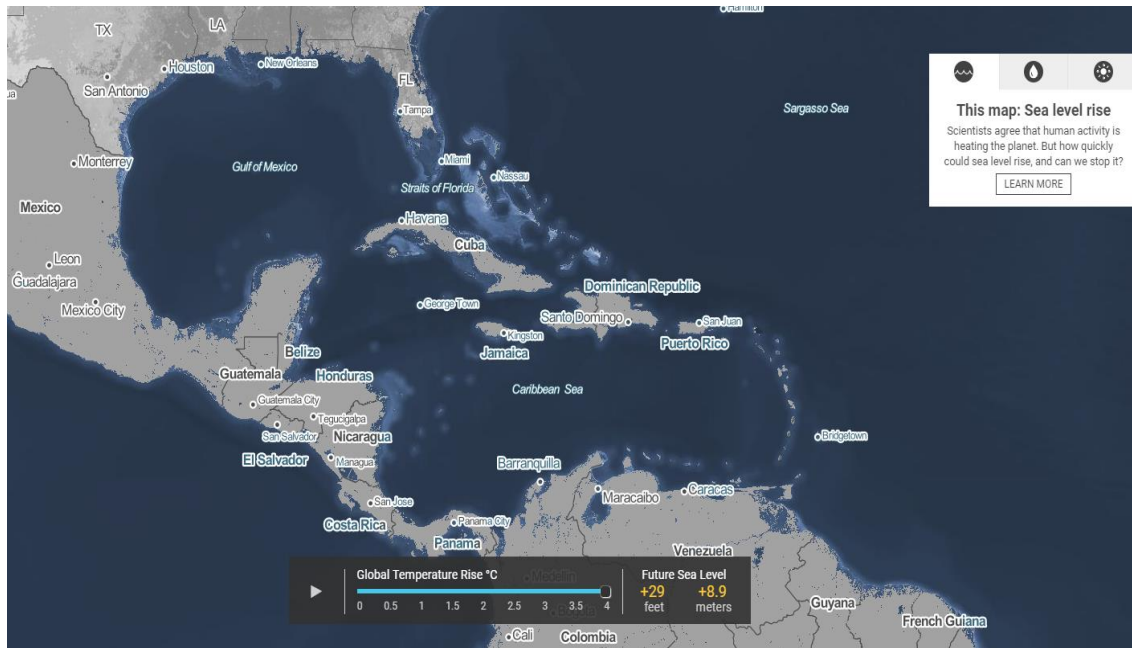 Hamilton
TX
LA
Houston
New Orleans
San Antonio
FL
Tampa
Sargasso Sea
This map: Sea level rise
Scientists agree that human activity is
heating the planet. But how quickly
could sea level rise, and can we stop it?
LEARN MORE
Monterrey
Gulf of Mexico
Miami
Nassau
Straits of Florida
Mexico
Havana
Cuba
Leon
Guadalajara
Mexico City
Dominican Republic
George Town
Santo Domingo
San Juan
Kingston
Puerto Rico
Jamaica
Belize
Guatemala
Honduras
Caribbean Sea
Guatemala City
Tegucigalpa
San Salvador
Nicaragua
Bridgetown
El Salvador
Managua
Barranquilla
Maracaibo
Caracas
San Jose
Costa Rica
Panama City
Panama
Venezuela
Global Temperature Rise °C
0 0.5 1 1.5 2 2.5 3 3.5 4
Future Sea Level
+29 +8.9
feet meters
Medellin
Guyana
French Guiana
Cali
Colombia